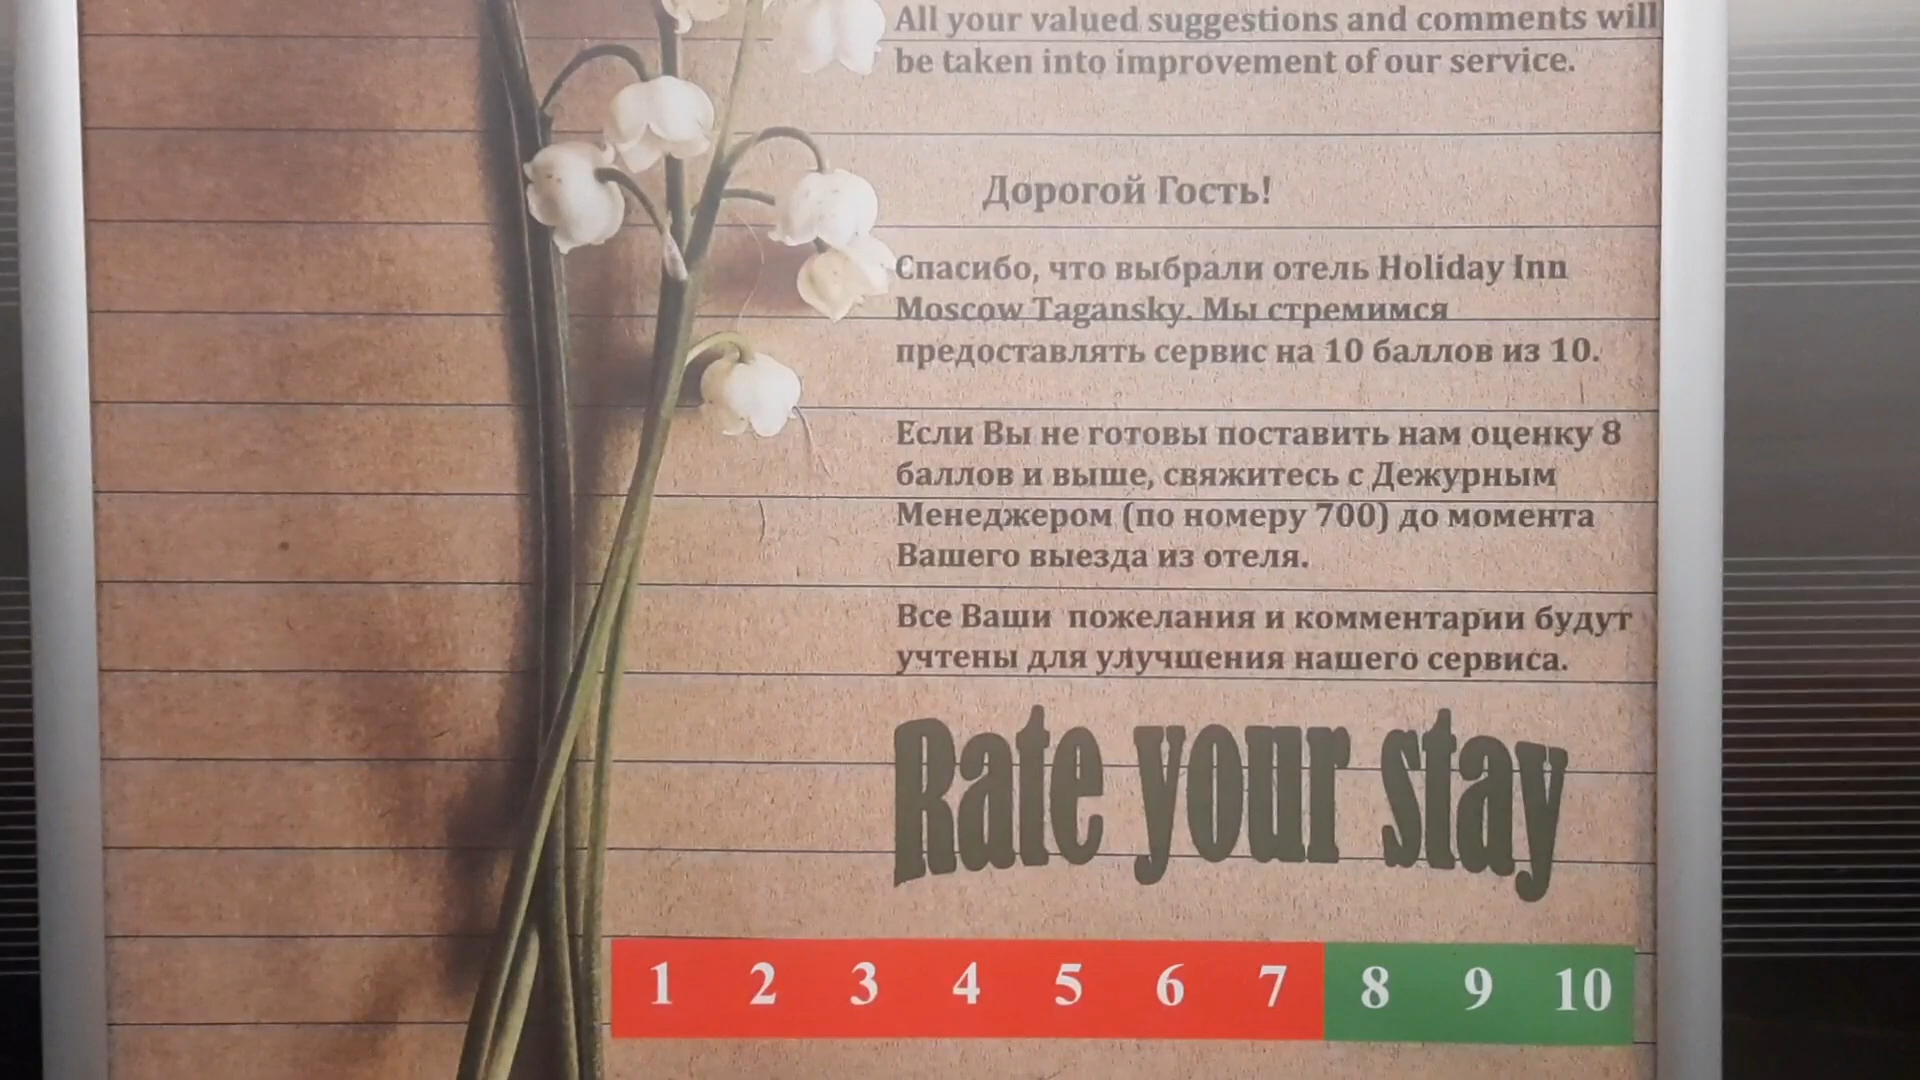 All your valued suggestions and comments will
be taken into improvement of our service.
Дорогой Гость!
Спасибо, что выбрали отель Holiday Inn
Moscow Tagansky. Мы стремимся
предоставлять сервис на 10 баллов из 10.
Если Вы не готовы поставить нам оценку 8
баллов и выше, свяжитесь с Дежурным
Менеджером (по номеру 700) до момента
Вашего выезда из отеля.
Все Ваши пожелания и комментарии будут
учтены для улучшения нашего сервиса.
Rate your stay
1 2 3 4 5 6 7 8 9 10